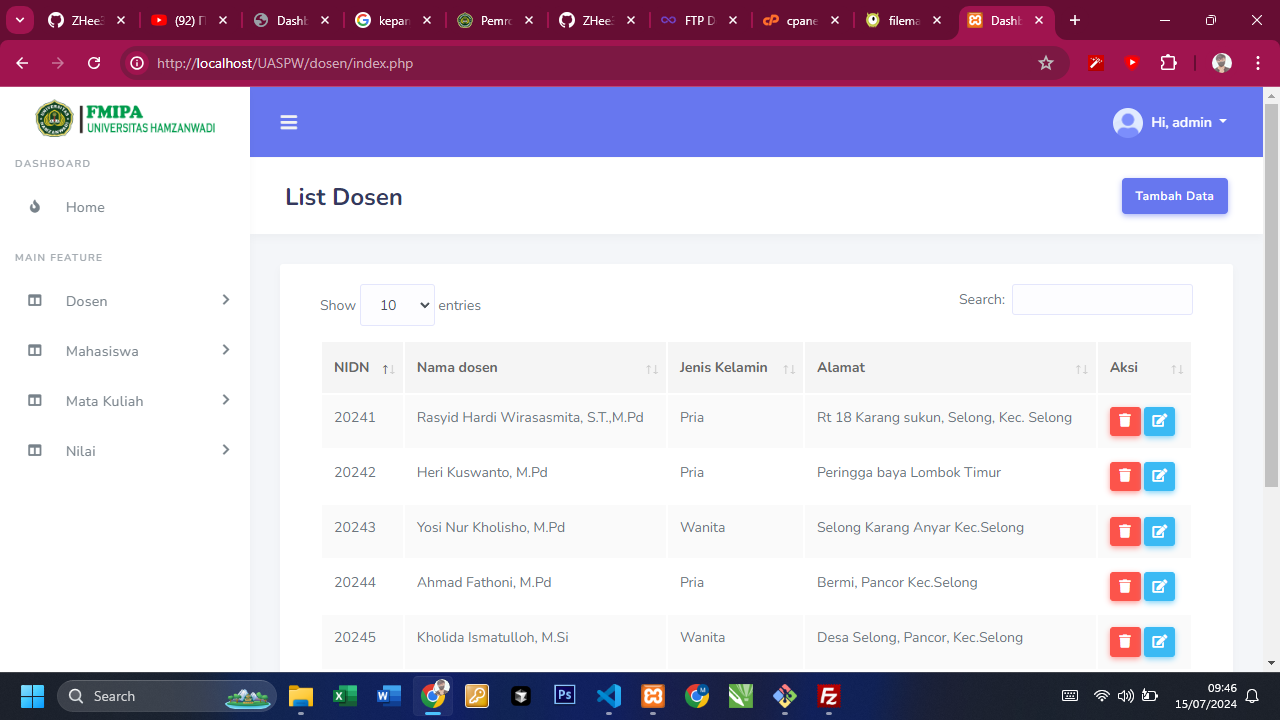 ZHee
(92) П
Dashb
kepan
Pemro
ZHee
FTP D
cpane
filema
Dashb
http://localhost/UASPW/dosen/index.php
FMIPA
UNIVERSITAS HAMZANWADI
Hi, admin
DASHBOARD
Home
List Dosen
Tambah Data
MAIN FEATURE
Dosen
Mahasiswa
Mata Kuliah
Nilai
Show 10 entries
Search:
NIDN Nama dosen Jenis Kelamin Alamat Aksi
20241 Rasyid Hardi Wirasasmita, S.T.,M.Pd Pria Rt 18 Karang sukun, Selong, Kec. Selong
20242 Heri Kuswanto, M.Pd Pria Peringga baya Lombok Timur
20243 Yosi Nur Kholisho, M.Pd Wanita Selong Karang Anyar Kec.Selong
20244 Ahmad Fathoni, M.Pd Pria Bermi, Pancor Kec.Selong
20245 Kholida Ismatulloh, M.Si Wanita Desa Selong, Pancor, Kec.Selong
Search
09:46
15/07/2024